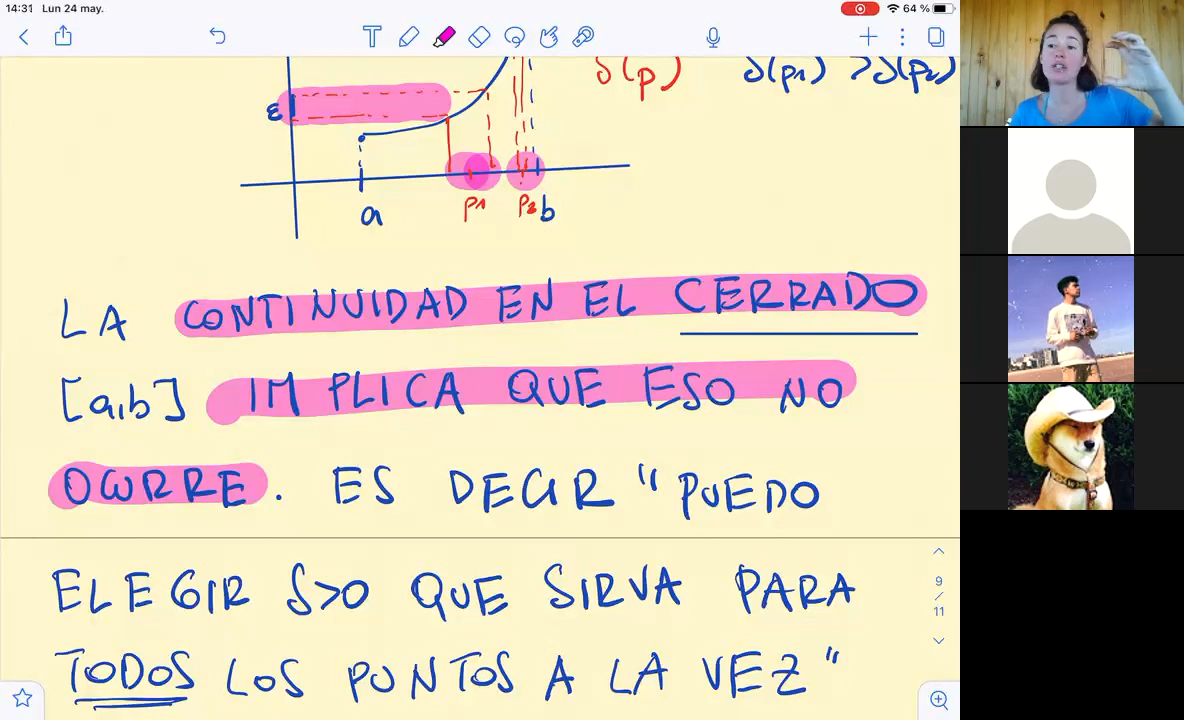 14:31 Lun 24 may. 64 %
δ(p) δ(p1) > δ(p2)
ε
a p1 p2 b
LA CONTINUIDAD EN EL CERRADO
[a,b] IMPLICA QUE ESO NO
OCURRE. ES DECIR "PUEDO
ELEGIR δ>0 QUE SIRVA PARA
TODOS LOS PUNTOS A LA VEZ"
9
/
11